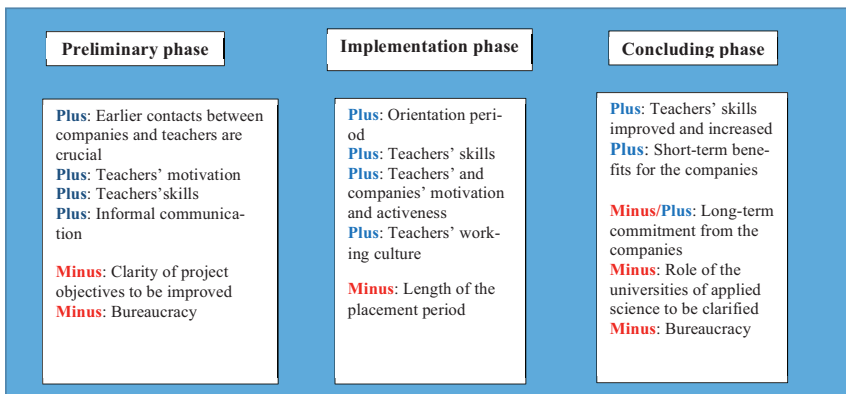 Preliminary phase
Plus: Earlier contacts between
companies and teachers are
crucial
Plus: Teachers' motivation
Plus: Teachers'skills
Plus: Informal communica-
tion
Minus: Clarity of project
objectives to be improved
Minus: Bureaucracy
Implementation phase
Plus: Orientation peri-
od
Plus: Teachers' skills
Plus: Teachers' and
companies' motivation
and activeness
Plus: Teachers' work-
ing culture
Minus: Length of the
placement period
Concluding phase
Plus: Teachers' skills
improved and increased
Plus: Short-term bene-
fits for the companies
Minus/Plus: Long-term
commitment from the
companies
Minus: Role of the
universities of applied
science to be clarified
Minus: Bureaucracy